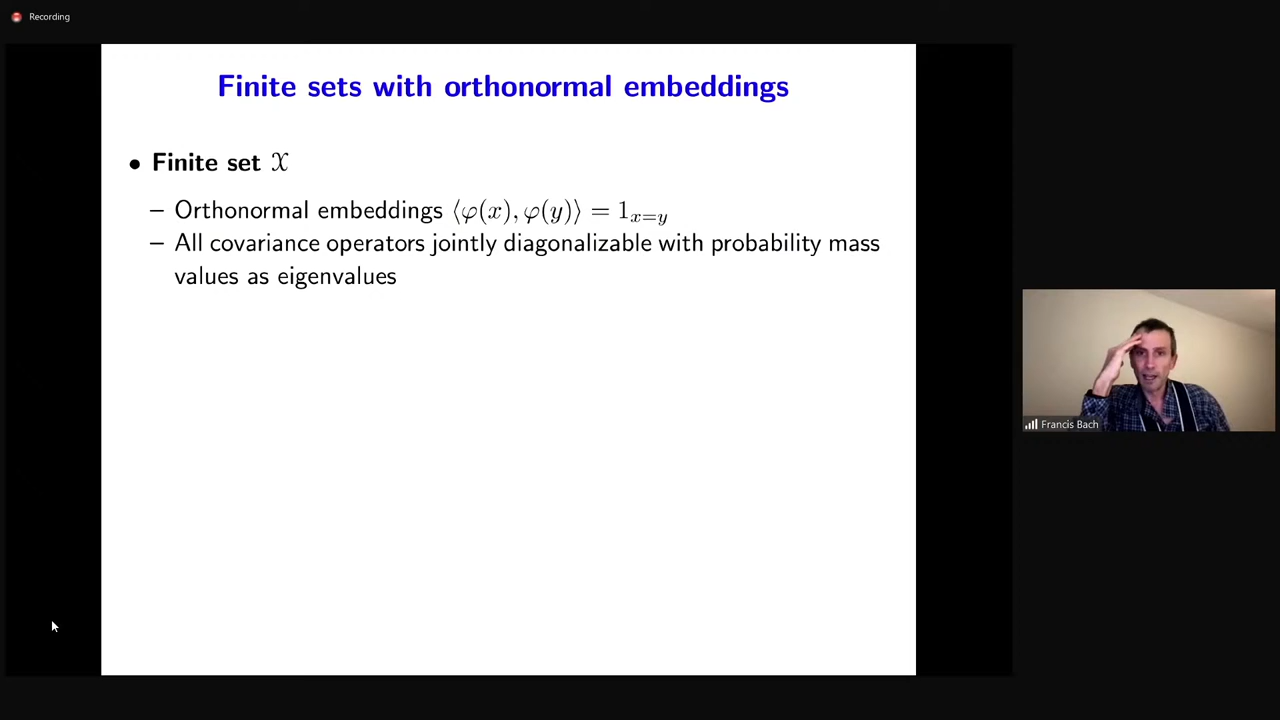 Recording
Finite sets with orthonormal embeddings
• Finite set 𝒳
– Orthonormal embeddings ⟨φ(x), φ(y)⟩ = 1_{x=y}
– All covariance operators jointly diagonalizable with probability mass
values as eigenvalues
Francis Bach